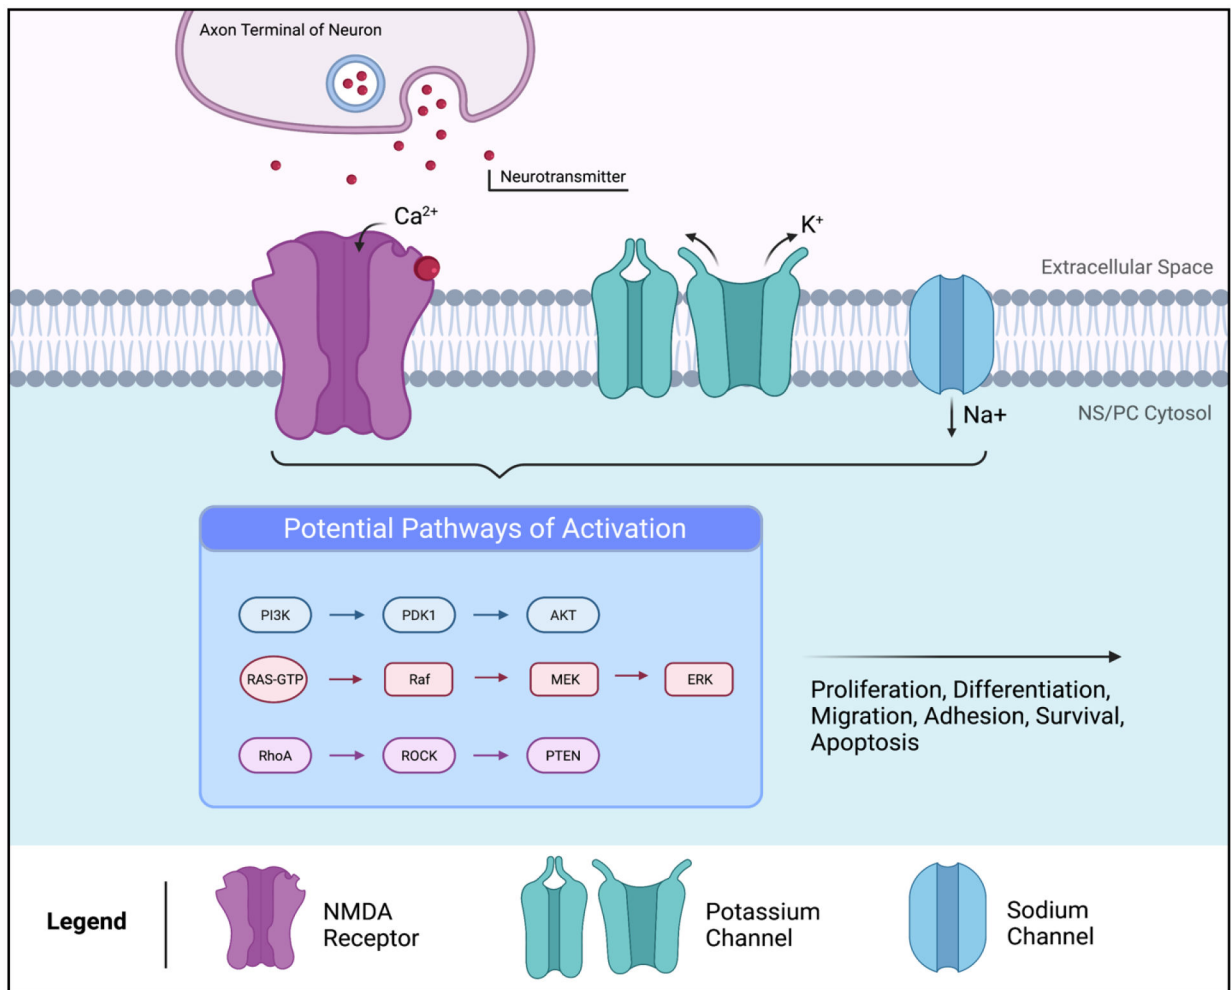 Axon Terminal of Neuron
Neurotransmitter
Ca²⁺
K⁺
Extracellular Space
Na+
NS/PC Cytosol
Potential Pathways of Activation
PI3K
PDK1
AKT
RAS-GTP
Raf
MEK
ERK
RhoA
ROCK
PTEN
Proliferation, Differentiation,
Migration, Adhesion, Survival,
Apoptosis
Legend
NMDA
Receptor
Potassium
Channel
Sodium
Channel